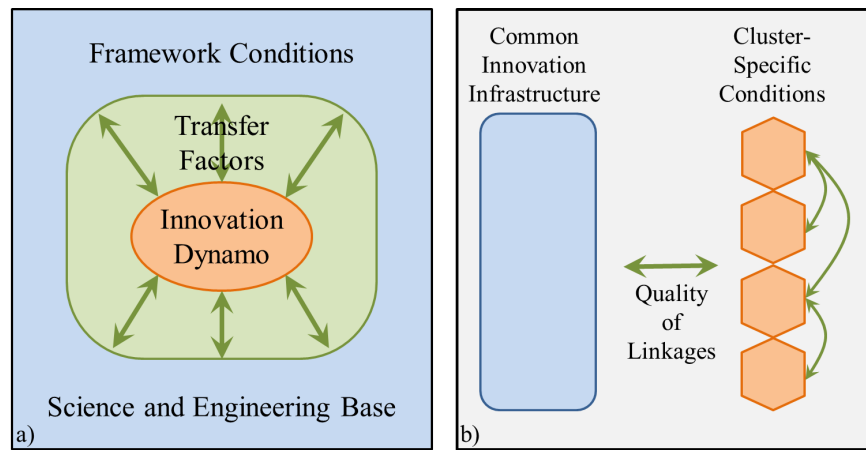 Framework Conditions
Transfer
Factors
Innovation
Dynamo
Science and Engineering Base
a)
Common
Innovation
Infrastructure
Cluster-
Specific
Conditions
Quality
of
Linkages
b)